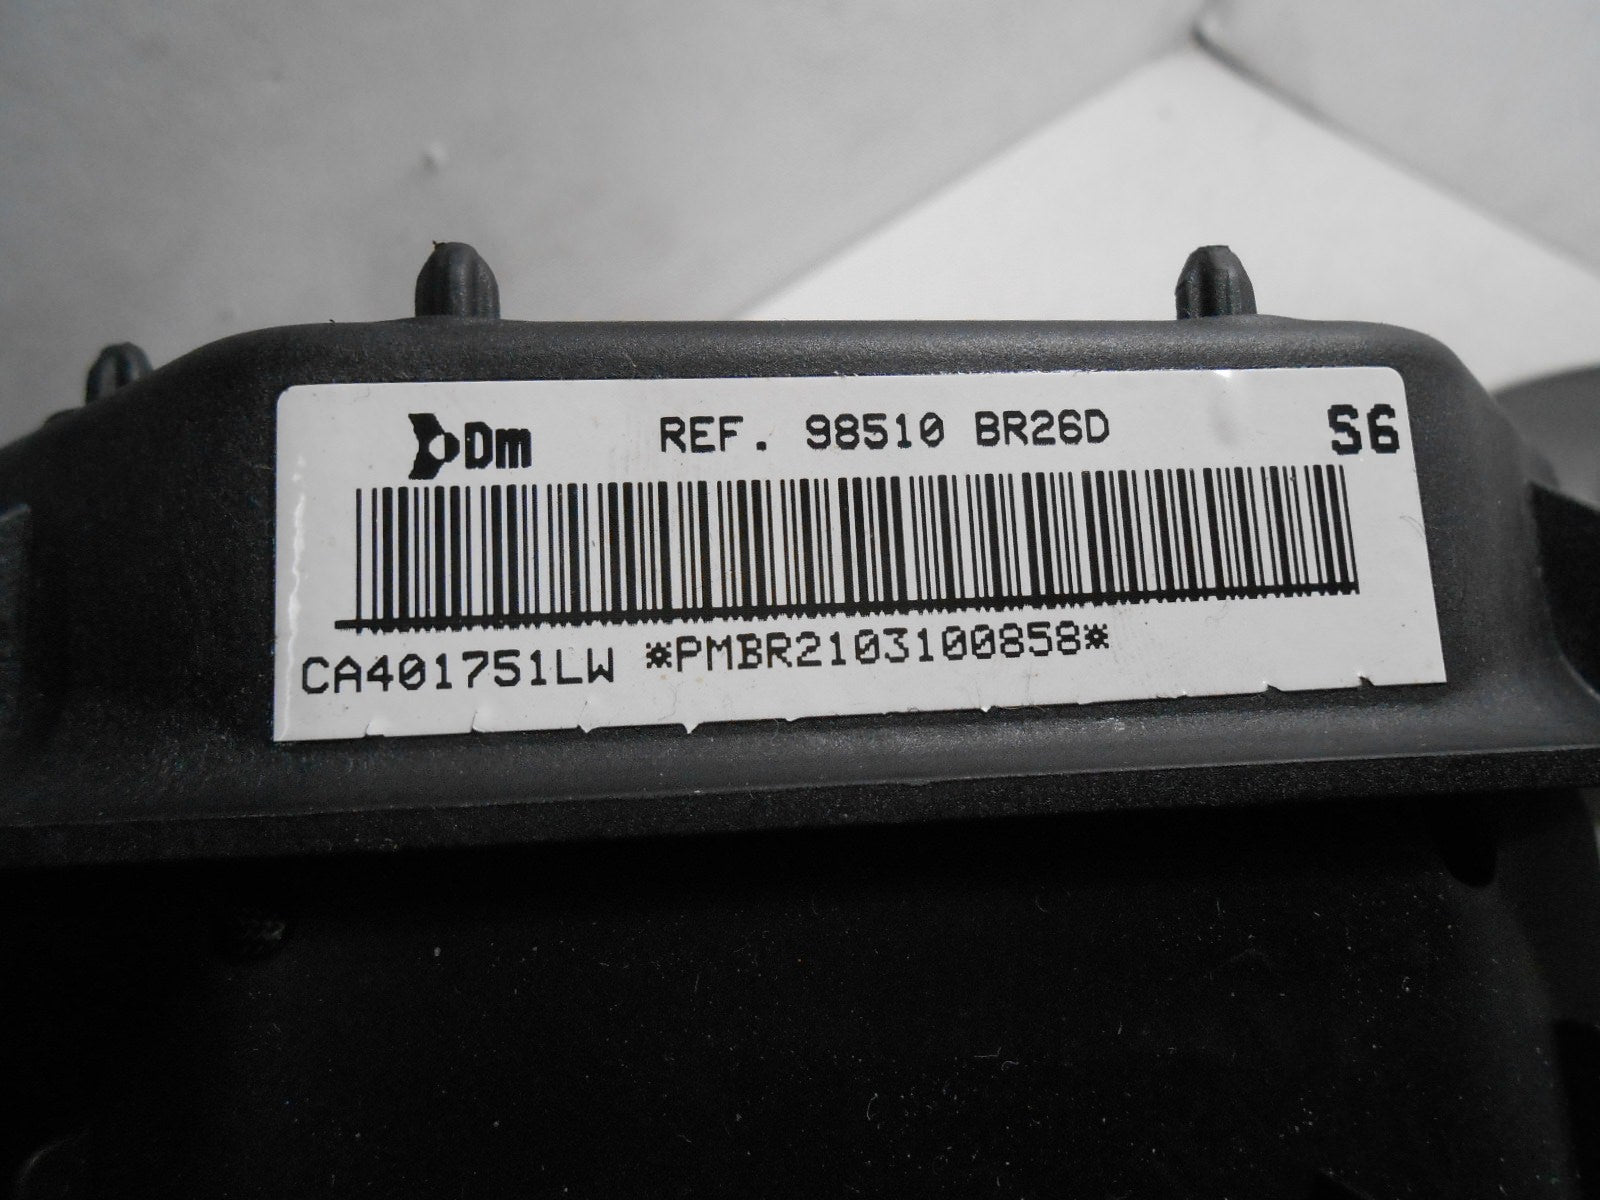 Dm REF. 98510 BR26D S6
CA401751LW *PMBR2103100858*